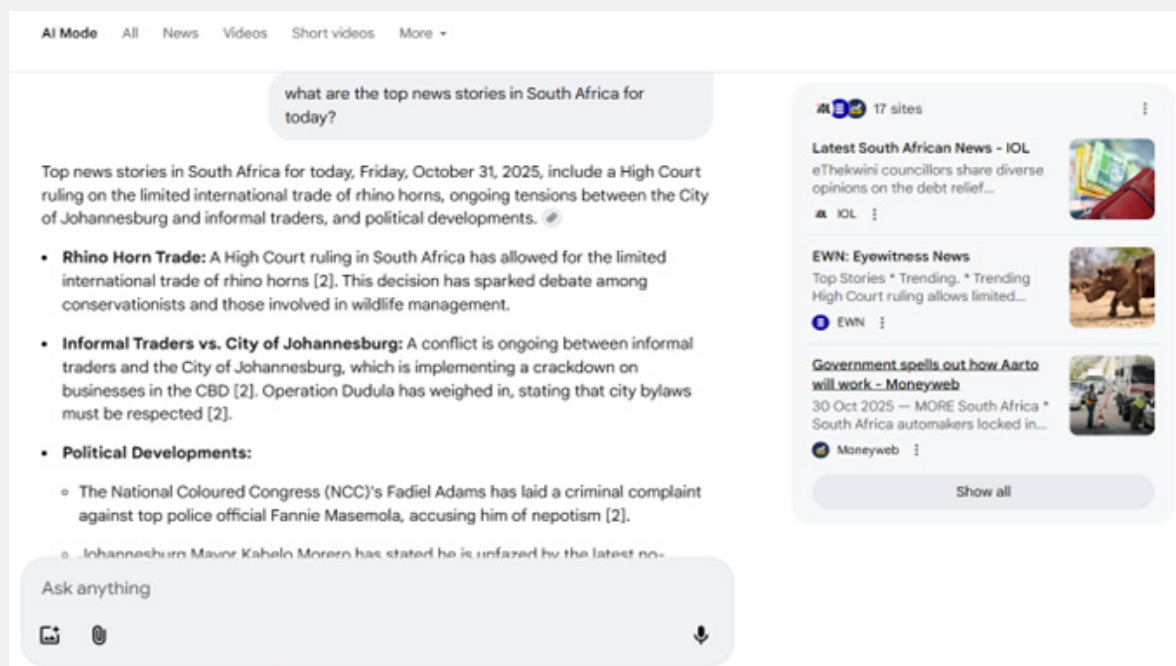 AI Mode All News Videos Short videos More
what are the top news stories in South Africa for
today?
Top news stories in South Africa for today, Friday, October 31, 2025, include a High Court
ruling on the limited international trade of rhino horns, ongoing tensions between the City
of Johannesburg and informal traders, and political developments.
• Rhino Horn Trade: A High Court ruling in South Africa has allowed for the limited
international trade of rhino horns [2]. This decision has sparked debate among
conservationists and those involved in wildlife management.
• Informal Traders vs. City of Johannesburg: A conflict is ongoing between informal
traders and the City of Johannesburg, which is implementing a crackdown on
businesses in the CBD [2]. Operation Dudula has weighed in, stating that city bylaws
must be respected [2].
• Political Developments:
○ The National Coloured Congress (NCC)'s Fadiel Adams has laid a criminal complaint
against top police official Fannie Masemola, accusing him of nepotism [2].
○ Johannesburg Mayor Kabelo Morero has stated he is unfazed by the latest no-
Ask anything
17 sites
Latest South African News - IOL
eThekwini councillors share diverse
opinions on the debt relief...
IOL
EWN: Eyewitness News
Top Stories * Trending. * Trending
High Court ruling allows limited...
EWN
Government spells out how Aarto
will work - Moneyweb
30 Oct 2025 — MORE South Africa *
South Africa automakers locked in...
Moneyweb
Show all